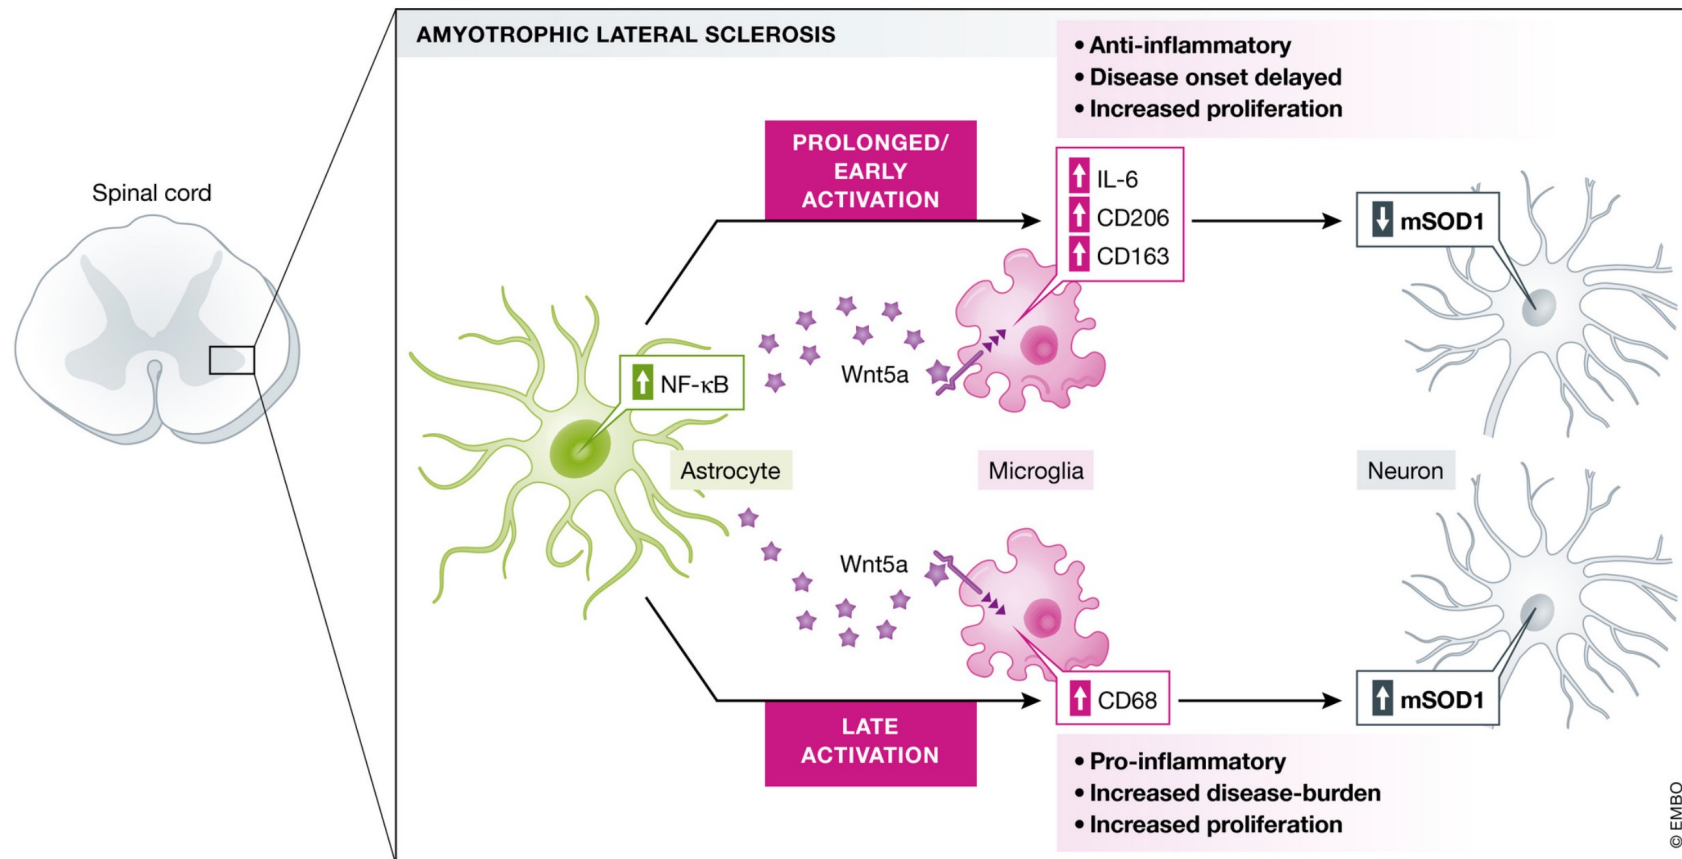 AMYOTROPHIC LATERAL SCLEROSIS
• Anti-inflammatory
• Disease onset delayed
• Increased proliferation
Spinal cord
PROLONGED/
EARLY
ACTIVATION
IL-6
CD206
CD163
mSOD1
NF-κB
Wnt5a
Astrocyte
Microglia
Neuron
Wnt5a
CD68
mSOD1
LATE
ACTIVATION
• Pro-inflammatory
• Increased disease-burden
• Increased proliferation
© EMBO